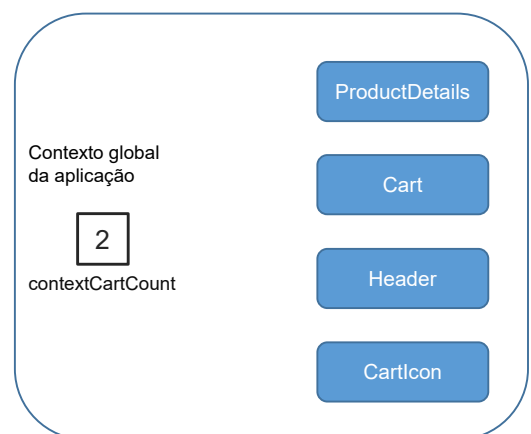 ProductDetails
Contexto global
da aplicação
Cart
2
contextCartCount
Header
CartIcon